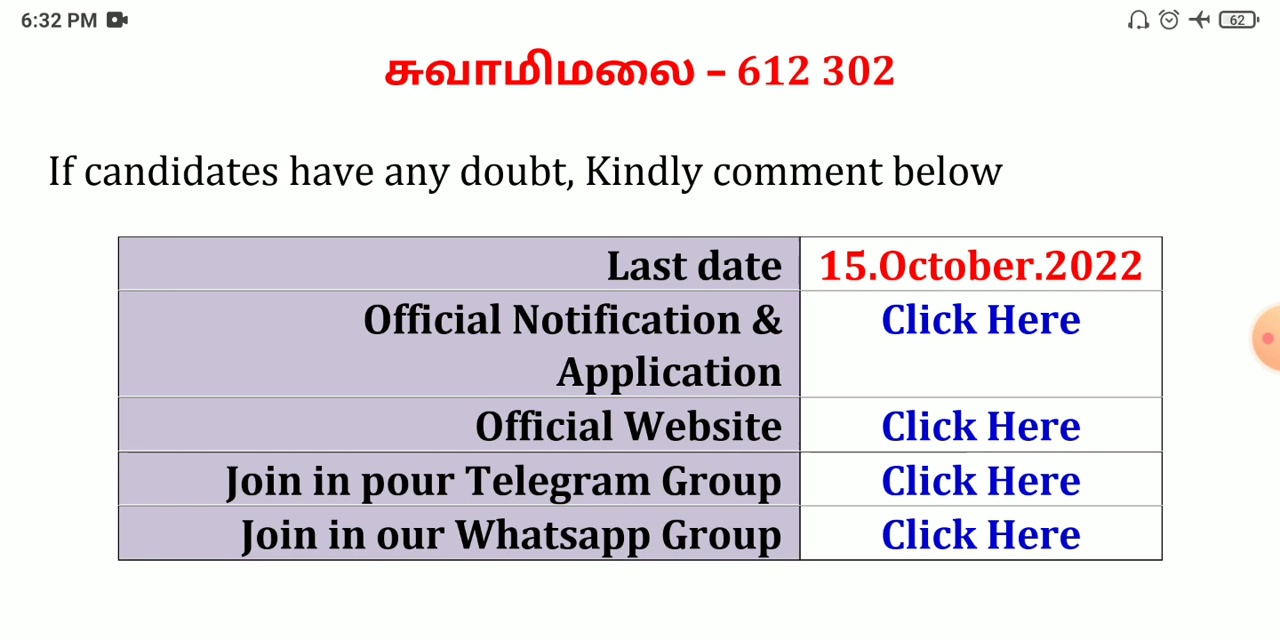 6:32 PM
62
சுவாமிமலை – 612 302
If candidates have any doubt, Kindly comment below
Last date 15.October.2022
Official Notification & Click Here
Application
Official Website Click Here
Join in pour Telegram Group Click Here
Join in our Whatsapp Group Click Here